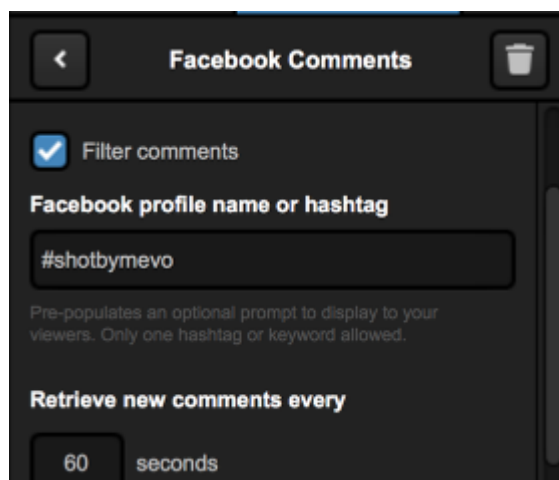 Facebook Comments
Filter comments
Facebook profile name or hashtag
#shotbymevo
Pre-populates an optional prompt to display to your
viewers. Only one hashtag or keyword allowed.
Retrieve new comments every
60 seconds